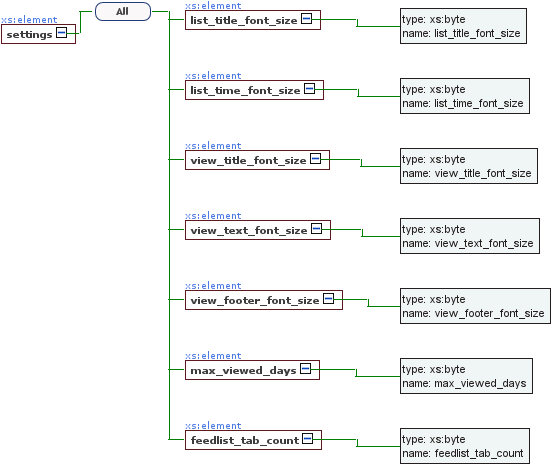 xs:element
settings
All
xs:element
list_title_font_size
type: xs:byte
name: list_title_font_size
xs:element
list_time_font_size
type: xs:byte
name: list_time_font_size
xs:element
view_title_font_size
type: xs:byte
name: view_title_font_size
xs:element
view_text_font_size
type: xs:byte
name: view_text_font_size
xs:element
view_footer_font_size
type: xs:byte
name: view_footer_font_size
xs:element
max_viewed_days
type: xs:byte
name: max_viewed_days
xs:element
feedlist_tab_count
type: xs:byte
name: feedlist_tab_count